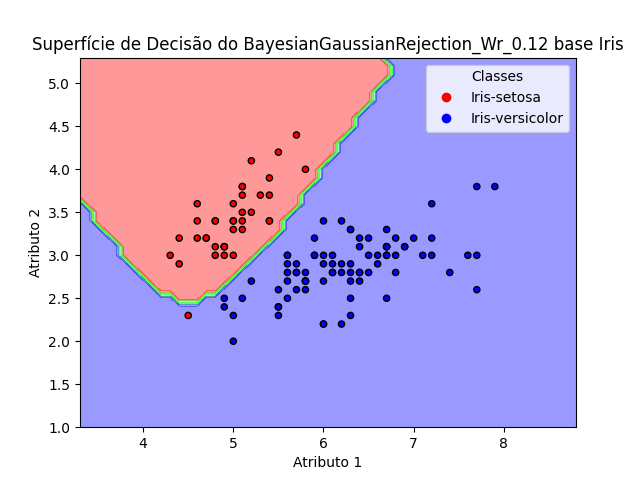 Superfície de Decisão do BayesianGaussianRejection_Wr_0.12 base Iris
Classes
Iris-setosa
Iris-versicolor
5.0
4.5
4.0
3.5
3.0
2.5
2.0
1.5
1.0
Atributo 2
4
5
6
7
8
Atributo 1